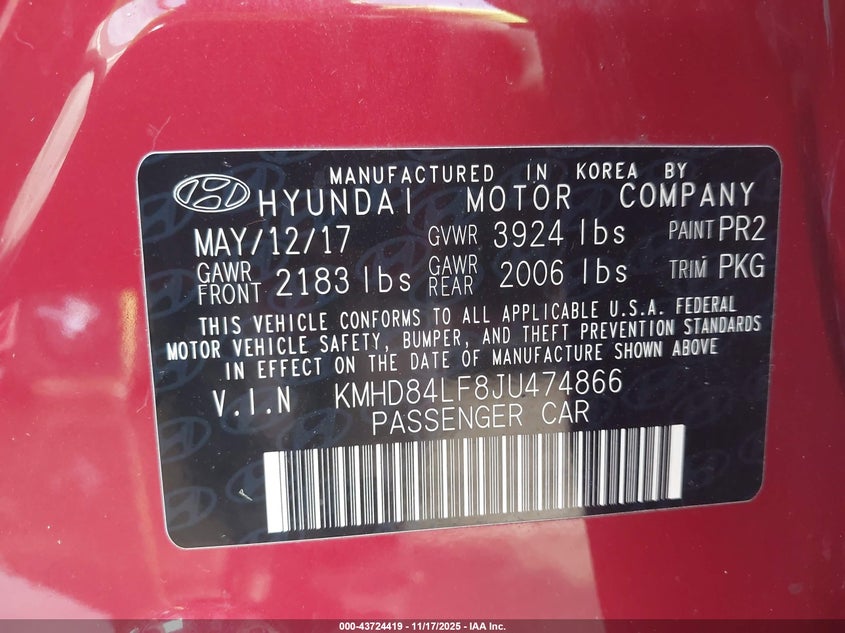 MANUFACTURED IN KOREA BY
HYUNDAI MOTOR COMPANY
MAY/12/17 GVWR 3924 lbs PAINT PR2
GAWR FRONT 2183 lbs GAWR REAR 2006 lbs TRIM PKG
THIS VEHICLE CONFORMS TO ALL APPLICABLE U.S.A. FEDERAL
MOTOR VEHICLE SAFETY, BUMPER, AND THEFT PREVENTION STANDARDS
IN EFFECT ON THE DATE OF MANUFACTURE SHOWN ABOVE
V.I.N KMHD84LF8JU474866
PASSENGER CAR
000-43724419 - 11/17/2025 - IAA Inc.